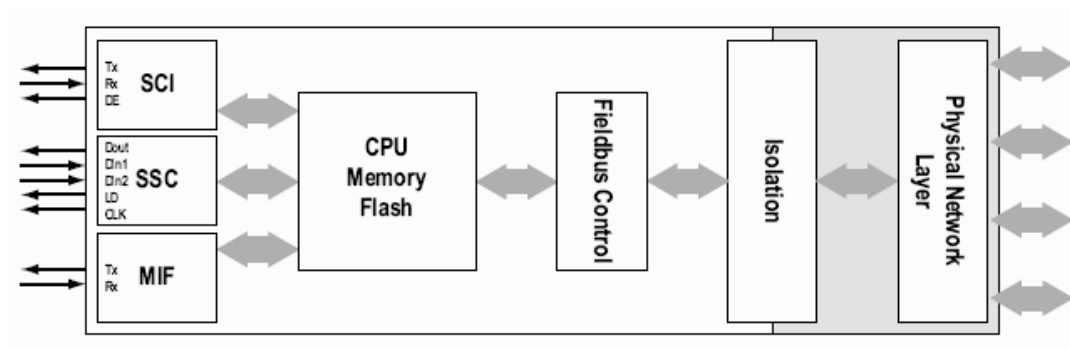 Tx
Rx
DE
SCI
Dout
DIn1
DIn2
LD
CLK
SSC
Tx
Rx
MIF
CPU
Memory
Flash
Fieldbus Control
Isolation
Physical Network
Layer